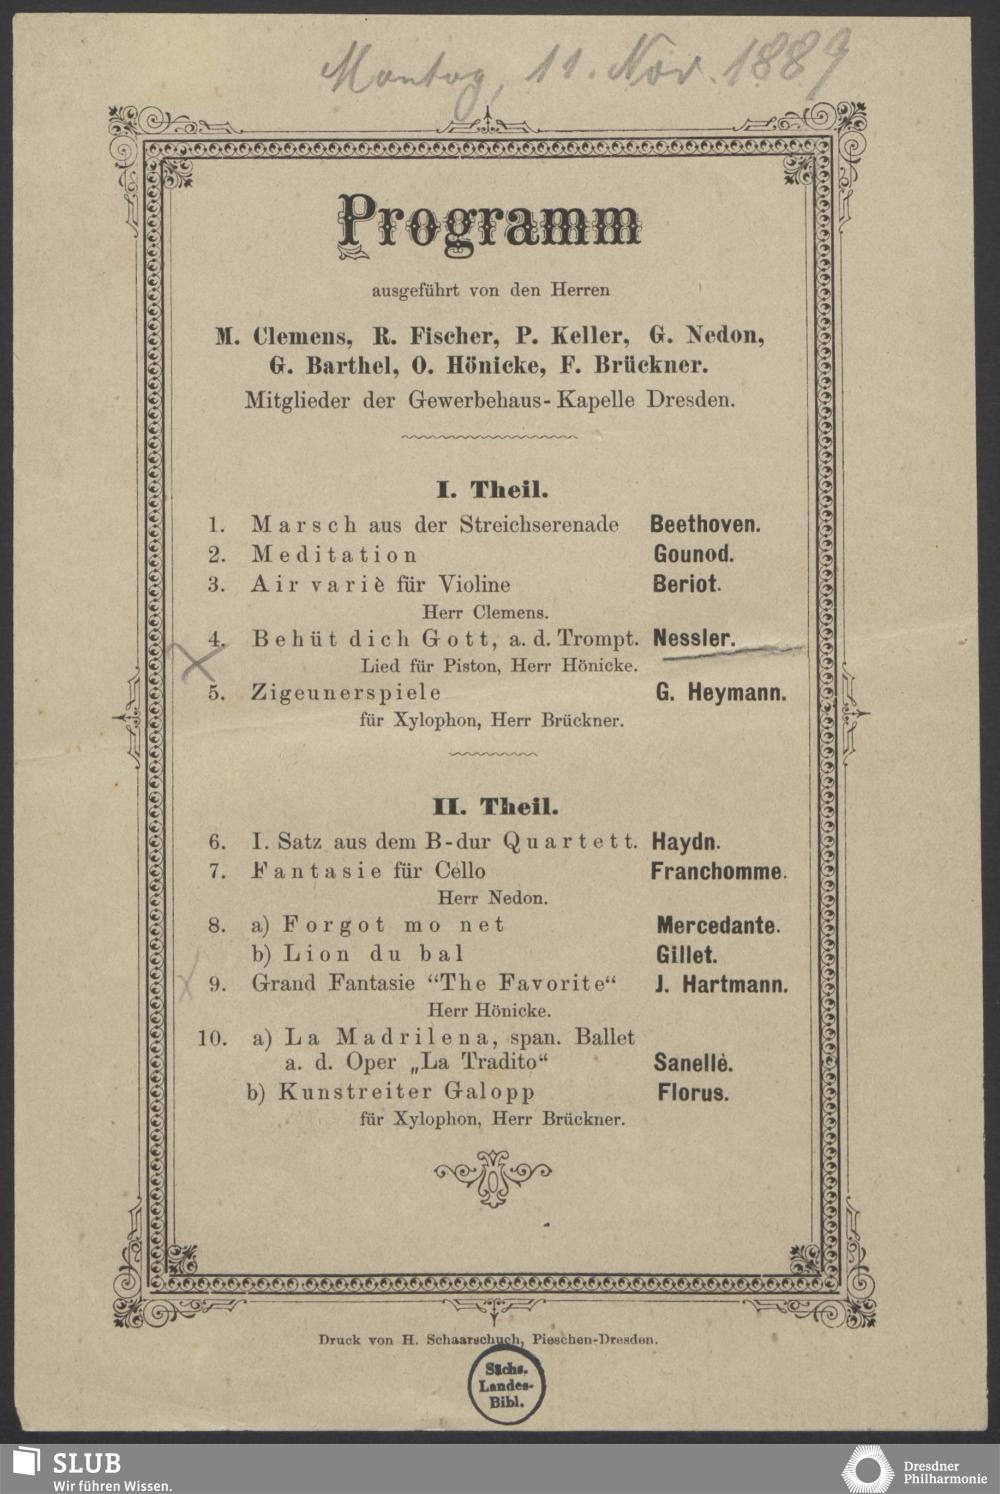 Montag, 11. Nov. 1889
Programm
ausgeführt von den Herren
M. Clemens, R. Fischer, P. Keller, G. Nedon,
G. Barthel, O. Hönicke, F. Brückner.
Mitglieder der Gewerbehaus-Kapelle Dresden.
I. Theil.
1. Marsch aus der Streichserenade Beethoven.
2. Meditation Gounod.
3. Air variè für Violine Beriot.
Herr Clemens.
4. Behüt dich Gott, a. d. Trompt. Nessler.
Lied für Piston, Herr Hönicke.
5. Zigeunerspiele G. Heymann.
für Xylophon, Herr Brückner.
II. Theil.
6. I. Satz aus dem B-dur Quartett. Haydn.
7. Fantasie für Cello Franchomme.
Herr Nedon.
8. a) Forgot mo net Mercedante.
b) Lion du bal Gillet.
9. Grand Fantasie “The Favorite“ J. Hartmann.
Herr Hönicke.
10. a) La Madrilena, span. Ballet
a. d. Oper „La Tradito“ Sanellè.
b) Kunstreiter Galopp Florus.
für Xylophon, Herr Brückner.
Druck von H. Schaarschuch, Pieschen-Dresden.
Sächs.
Landes-
Bibl.
SLUB
Wir führen Wissen.
Dresdner
Philharmonie